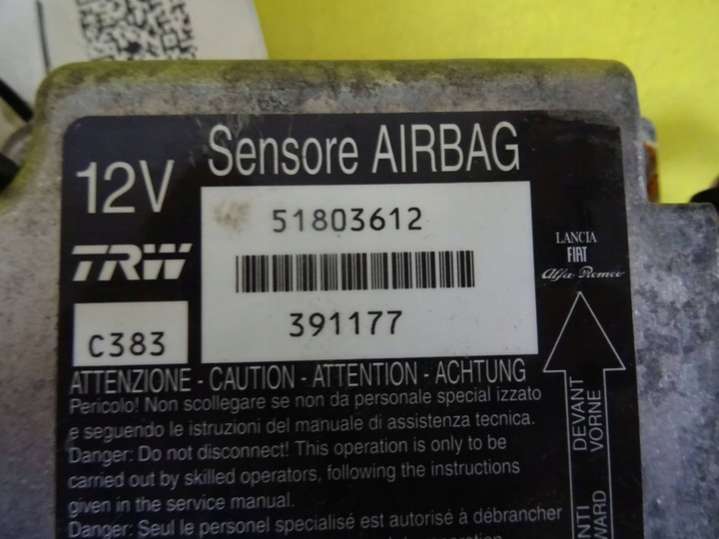 12V
Sensore AIRBAG
51803612
TRW
391177
C383
LANCIA
FIAT
Alfa Romeo
ATTENZIONE - CAUTION - ATTENTION - ACHTUNG
Pericolo! Non scollegare se non da personale special izzato
e seguendo le istruzioni del manuale di assistenza tecnica.
Danger: Do not disconnect! This operation is only to be
carried out by skilled operators, following the instructions
given in the service manual.
Danger: Seul le personel spécialisé est autorisé à débrancher
DEVANT
VORNE